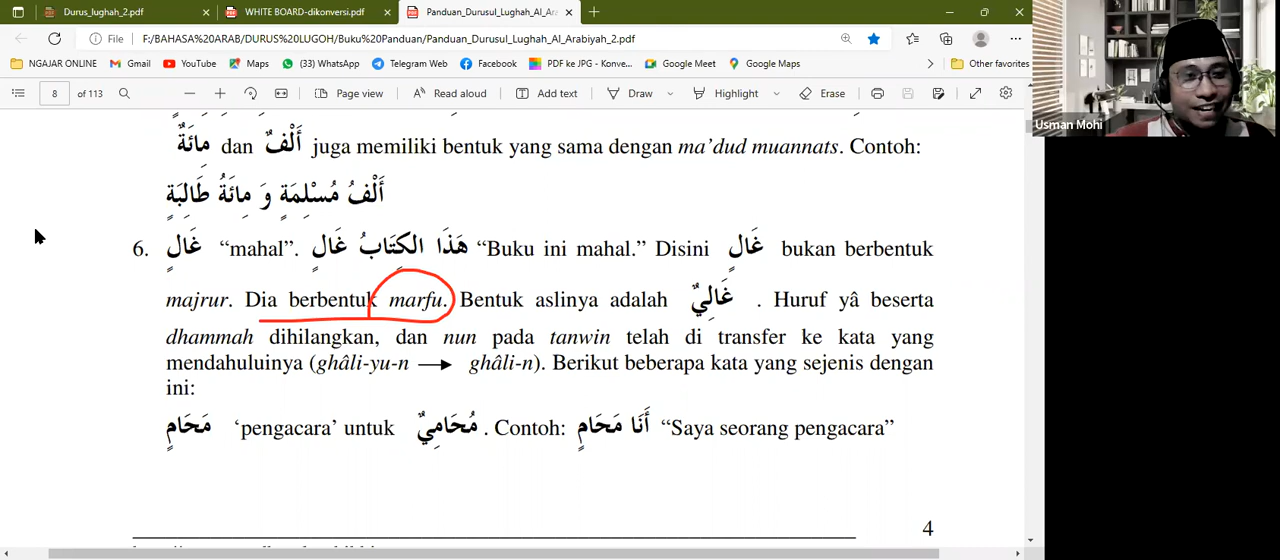 Durus_lughah_2.pdf
WHITE BOARD-dikonversi.pdf
Panduan_Durusul_Lughah_Al_Ara
File
F:/BAHASA%20ARAB/DURUS%20LUGOH/Buku%20Panduan/Panduan_Durusul_Lughah_Al_Arabiyah_2.pdf
NGAJAR ONLINE Gmail YouTube Maps (33) WhatsApp Telegram Web Facebook PDF ke JPG - Konve... Google Meet Google Maps Other favorites
8 of 113 Page view Read aloud Add text Draw Highlight Erase
Usman Mohi
مِائَةٌ dan أَلْفٌ juga memiliki bentuk yang sama dengan ma’dud muannats. Contoh:
أَلْفُ مُسْلِمَةٍ وَ مِائَةُ طَالِبَةٍ
6. غَالٍ “mahal”. هَذَا الكِتَابُ غَالٍ “Buku ini mahal.” Disini غَالٍ bukan berbentuk
majrur. Dia berbentuk marfu. Bentuk aslinya adalah غَالِيٌ . Huruf yâ beserta
dhammah dihilangkan, dan nun pada tanwin telah di transfer ke kata yang
mendahuluinya (ghâli-yu-n → ghâli-n). Berikut beberapa kata yang sejenis dengan
ini:
مَحَامٍ ‘pengacara’ untuk مُحَامِيٌ . Contoh: أَنَا مَحَامٍ “Saya seorang pengacara”
4